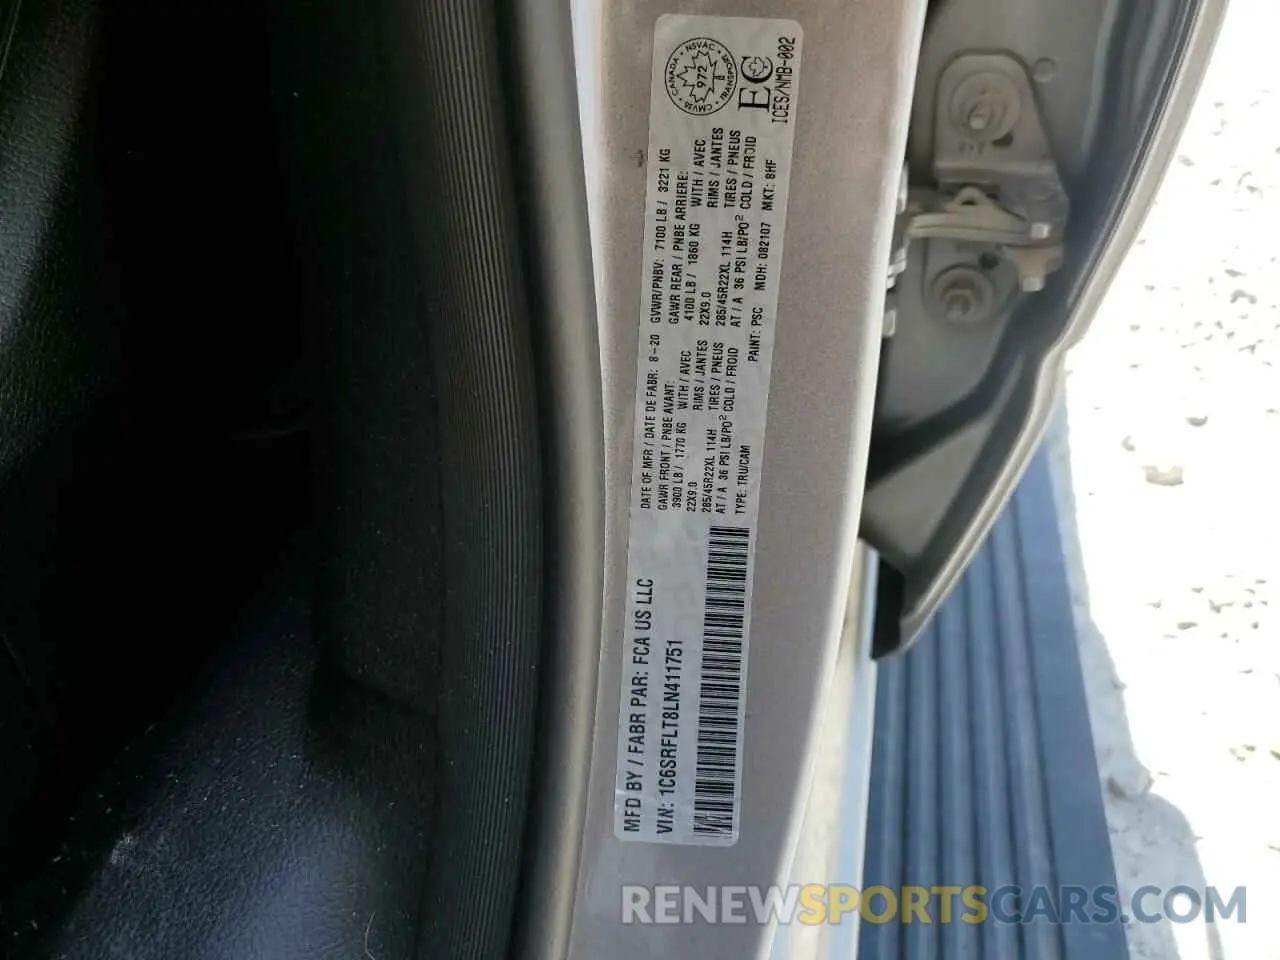 MFD BY / FABR PAR: FCA US LLC
VIN: 1C6SRFLT8LN411751
DATE OF MFR / DATE DE FABR: 8-20
GVWR/PNBV: 7100 LB / 3221 KG
GAWR FRONT / PNBE AVANT:
3900 LB / 1770 KG WITH / AVEC
22X9.0 RIMS / JANTES
285/45R22XL 114H TIRES / PNEUS
AT / A 36 PSI LB/PO² COLD / FROID
GAWR REAR / PNBE ARRIERE:
4100 LB / 1860 KG WITH / AVEC
22X9.0 RIMS / JANTES
285/45R22XL 114H TIRES / PNEUS
AT / A 36 PSI LB/PO² COLD / FROID
TYPE: TRU/CAM
PAINT: PSC
MDH: 082107
MKT: 8HF
CANADA • NSVAC • TRANSPORT • CMVSS
972
8
EC
ICES/NMB-002
RENEWSPORTSCARS.COM